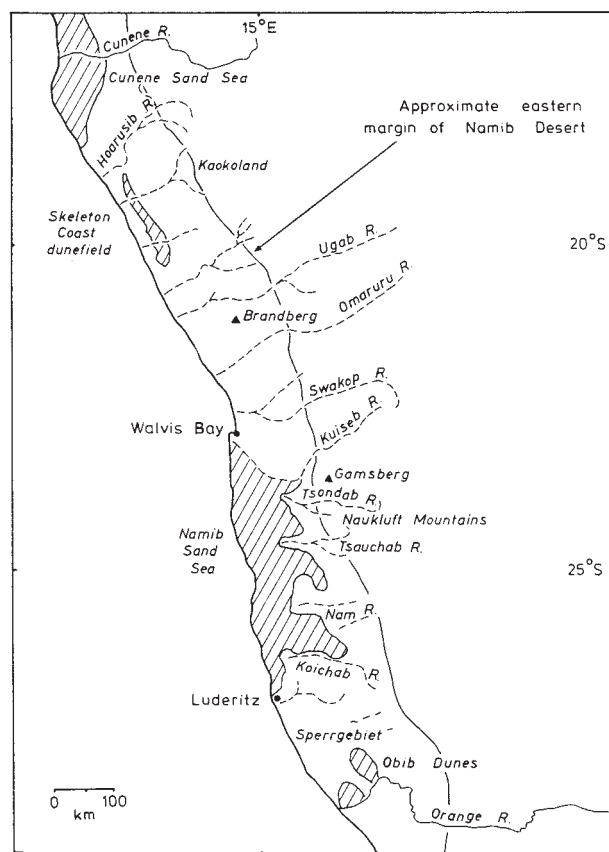 15°E
Cunene R.
Cunene Sand Sea
Hoarusib R.
Approximate eastern
margin of Namib Desert
Kaokoland
Skeleton
Coast
dunefield
Ugab R.
20°S
Omaruru R.
Brandberg
Swakop R.
Kuiseb R.
Walvis Bay
Gamsberg
Tsondab R.
Naukluft Mountains
Namib
Sand
Sea
Tsauchab R.
25°S
Nam R.
Koichab R.
Luderitz
Sperrgebiet
Obib Dunes
0 100
km
Orange R.